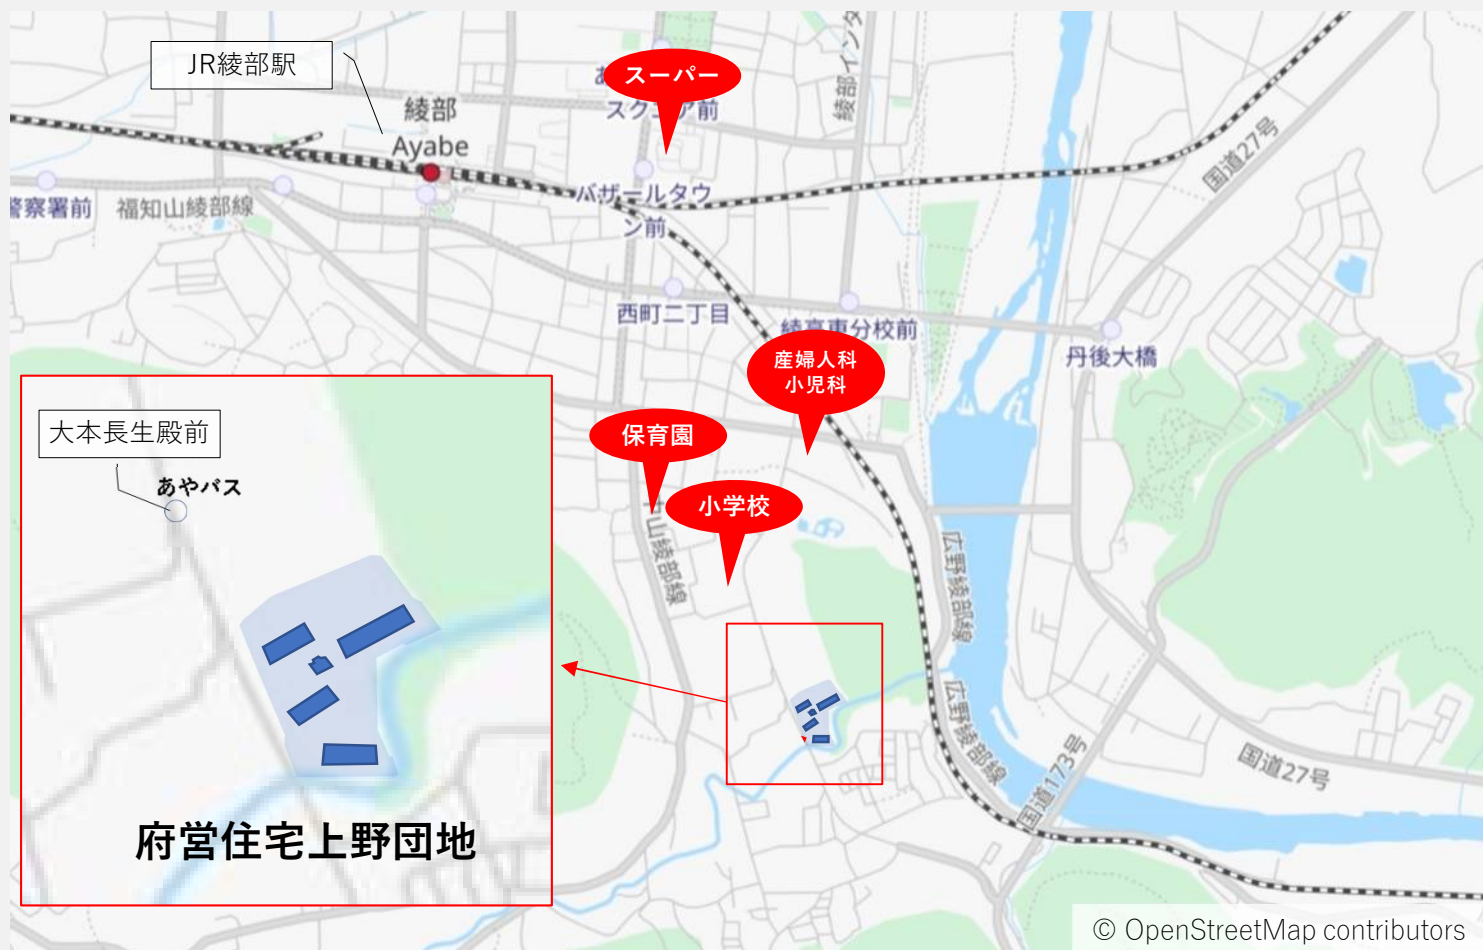 JR綾部駅
綾部
Ayabe
スーパー
スクエア前
綾部インタ
国道27号
警察署前
福知山綾部線
バザールタウ
ン前
西町二丁目
綾高東分校前
丹後大橋
産婦人科
小児科
保育園
小学校
中山綾部線
広野綾部線
広野綾部線
国道173号
国道27号
大本長生殿前
あやバス
府営住宅上野団地
© OpenStreetMap contributors